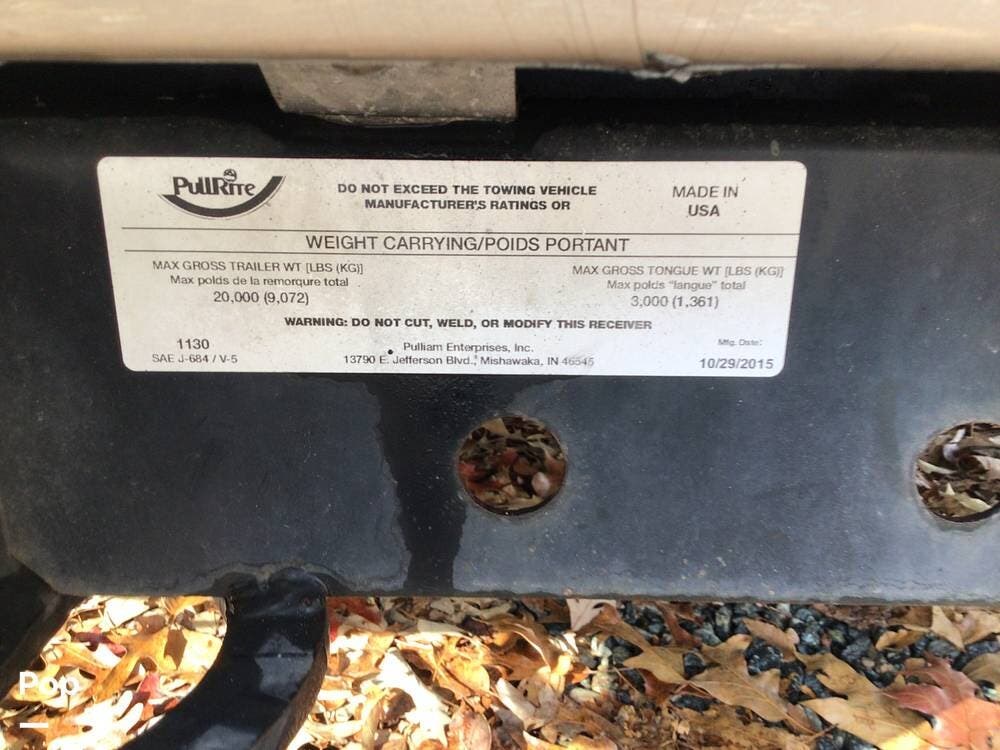 PullRite
DO NOT EXCEED THE TOWING VEHICLE
MANUFACTURER'S RATINGS OR
MADE IN
USA
WEIGHT CARRYING/POIDS PORTANT
MAX GROSS TRAILER WT [LBS (KG)]
Max poids de la remorqure total
20,000 (9,072)
MAX GROSS TONGUE WT [LBS (KG)]
Max poids "langue" total
3,000 (1,361)
WARNING: DO NOT CUT, WELD, OR MODIFY THIS RECEIVER
1130
SAE J-684 / V-5
Pulliam Enterprises, Inc.
13790 E. Jefferson Blvd., Mishawaka, IN 46545
Mfg. Date:
10/29/2015
Pop